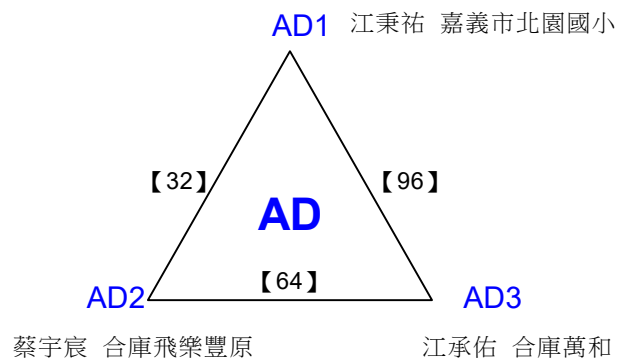 AD1 江秉祐 嘉義市北園國小
【32】 【96】
AD
【64】
AD2 AD3
蔡宇宸 合庫飛樂豐原 江承佑 合庫萬和